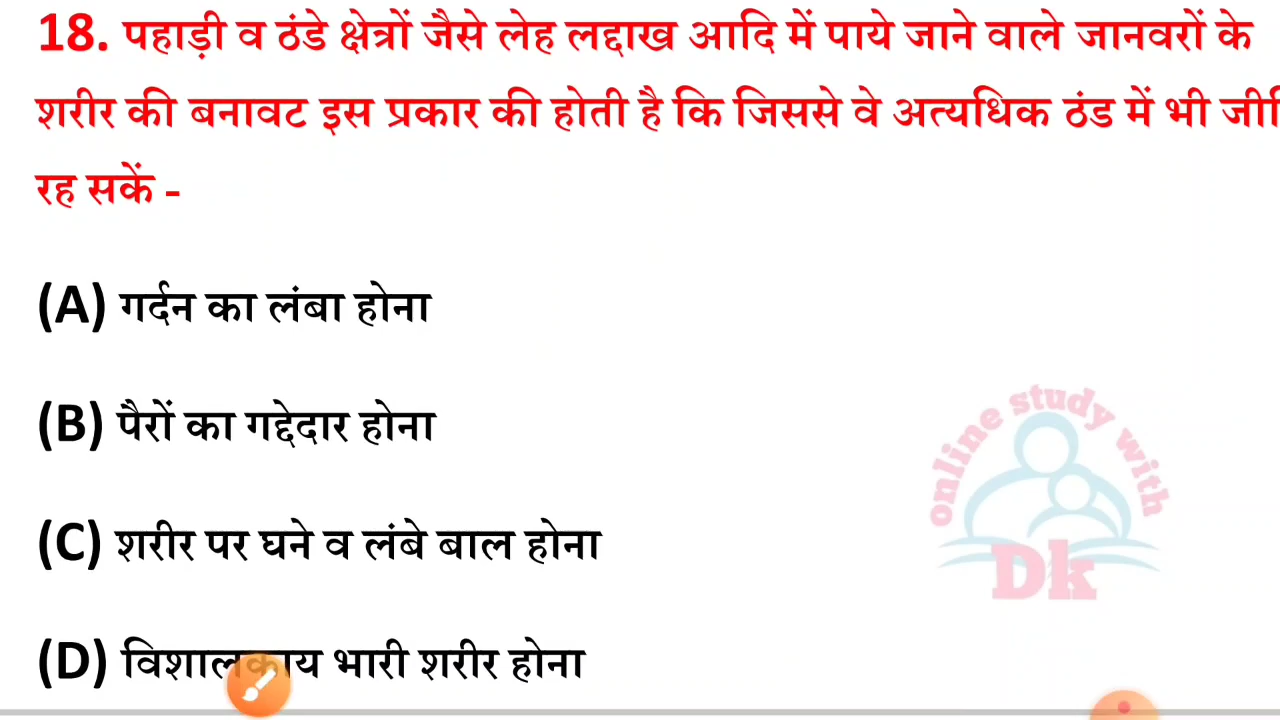 18. पहाड़ी व ठंडे क्षेत्रों जैसे लेह लद्दाख आदि में पाये जाने वाले जानवरों के
शरीर की बनावट इस प्रकार की होती है कि जिससे वे अत्यधिक ठंड में भी
रह सकें -
(A) गर्दन का लंबा होना
(B) पैरों का गद्देदार होना
(C) शरीर पर घने व लंबे बाल होना
(D) विशालकाय भारी शरीर होना
online study with
Dk